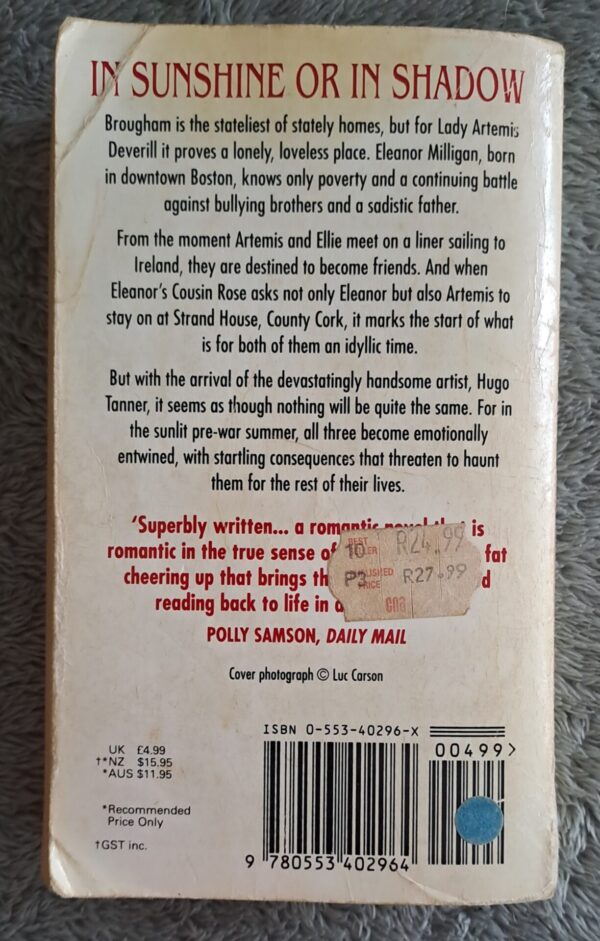 IN SUNSHINE OR IN SHADOW
Brougham is the stateliest of stately homes, but for Lady Artemis
Deverill it proves a lonely, loveless place. Eleanor Milligan, born
in downtown Boston, knows only poverty and a continuing battle
against bullying brothers and a sadistic father.
From the moment Artemis and Ellie meet on a liner sailing to
Ireland, they are destined to become friends. And when
Eleanor's Cousin Rose asks not only Eleanor but also Artemis to
stay on at Strand House, County Cork, it marks the start of what
is for both of them an idyllic time.
But with the arrival of the devastatingly handsome artist, Hugo
Tanner, it seems as though nothing will be quite the same. For in
the sunlit pre-war summer, all three become emotionally
entwined, with startling consequences that threaten to haunt
them for the rest of their lives.
'Superbly written... a romantic novel that is
romantic in the true sense of fat
cheering up that brings
reading back to life in
BEST SELLER R24.99
10
P3 PRICE R27.99
cna
POLLY SAMSON, DAILY MAIL
Cover photograph © Luc Carson
ISBN 0-553-40296-X
00499>
UK £4.99
†*NZ $15.95
*AUS $11.95
*Recommended
Price Only
†GST inc.
9 780553 402964